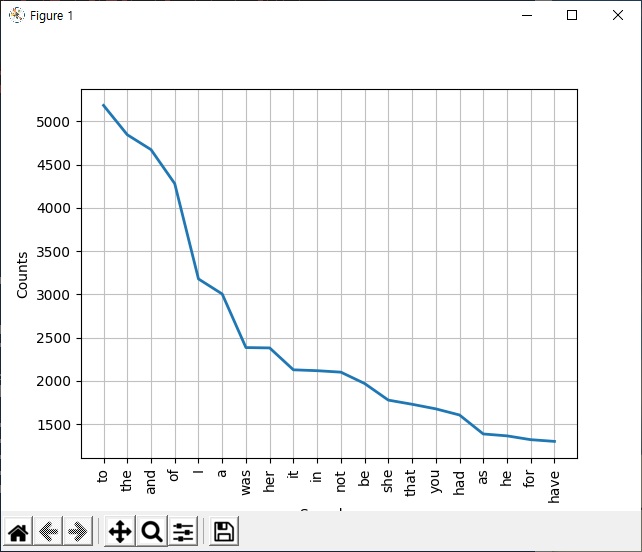 Figure 1
5000
4500
4000
3500
3000
2500
2000
1500
Counts
to
the
and
of
I
a
was
her
it
in
not
be
she
that
you
had
as
he
for
have